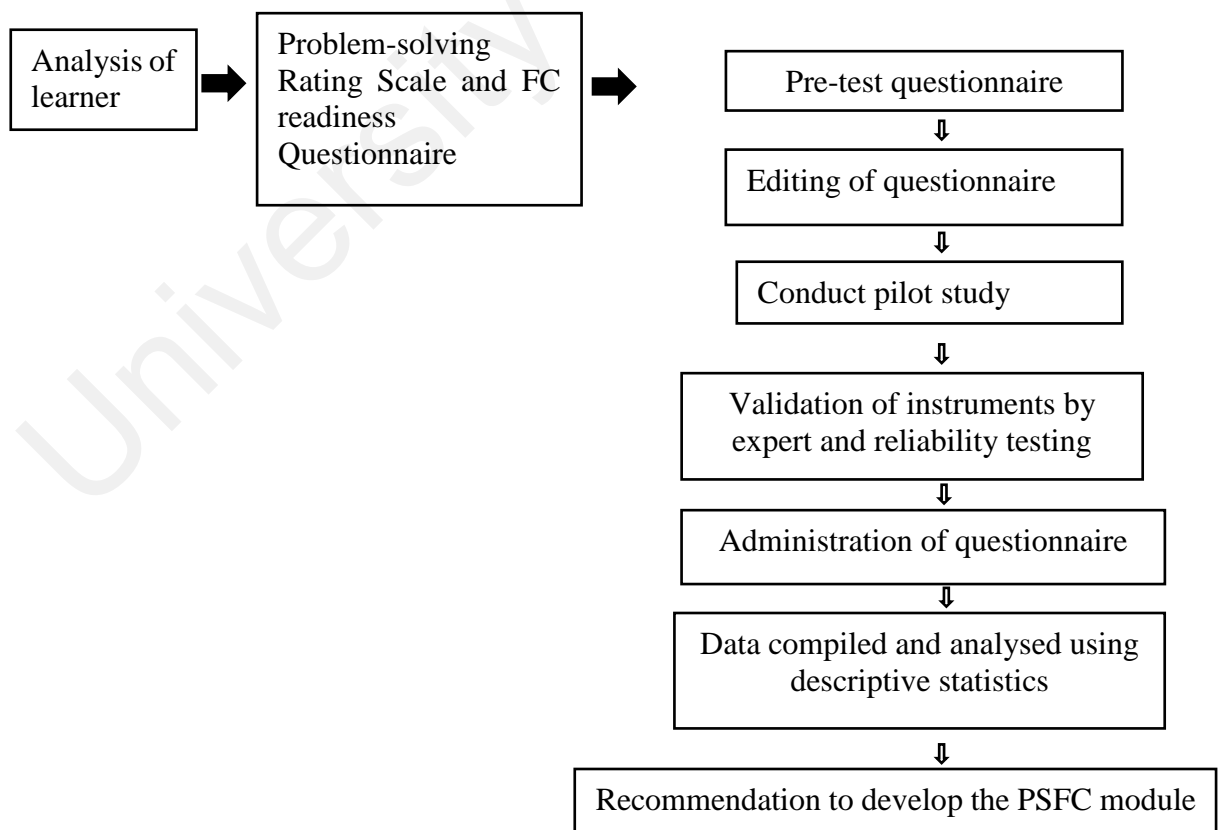 Analysis of
learner
Problem-solving
Rating Scale and FC
readiness
Questionnaire
Pre-test questionnaire
Editing of questionnaire
Conduct pilot study
Validation of instruments by
expert and reliability testing
Administration of questionnaire
Data compiled and analysed using
descriptive statistics
Recommendation to develop the PSFC module
University